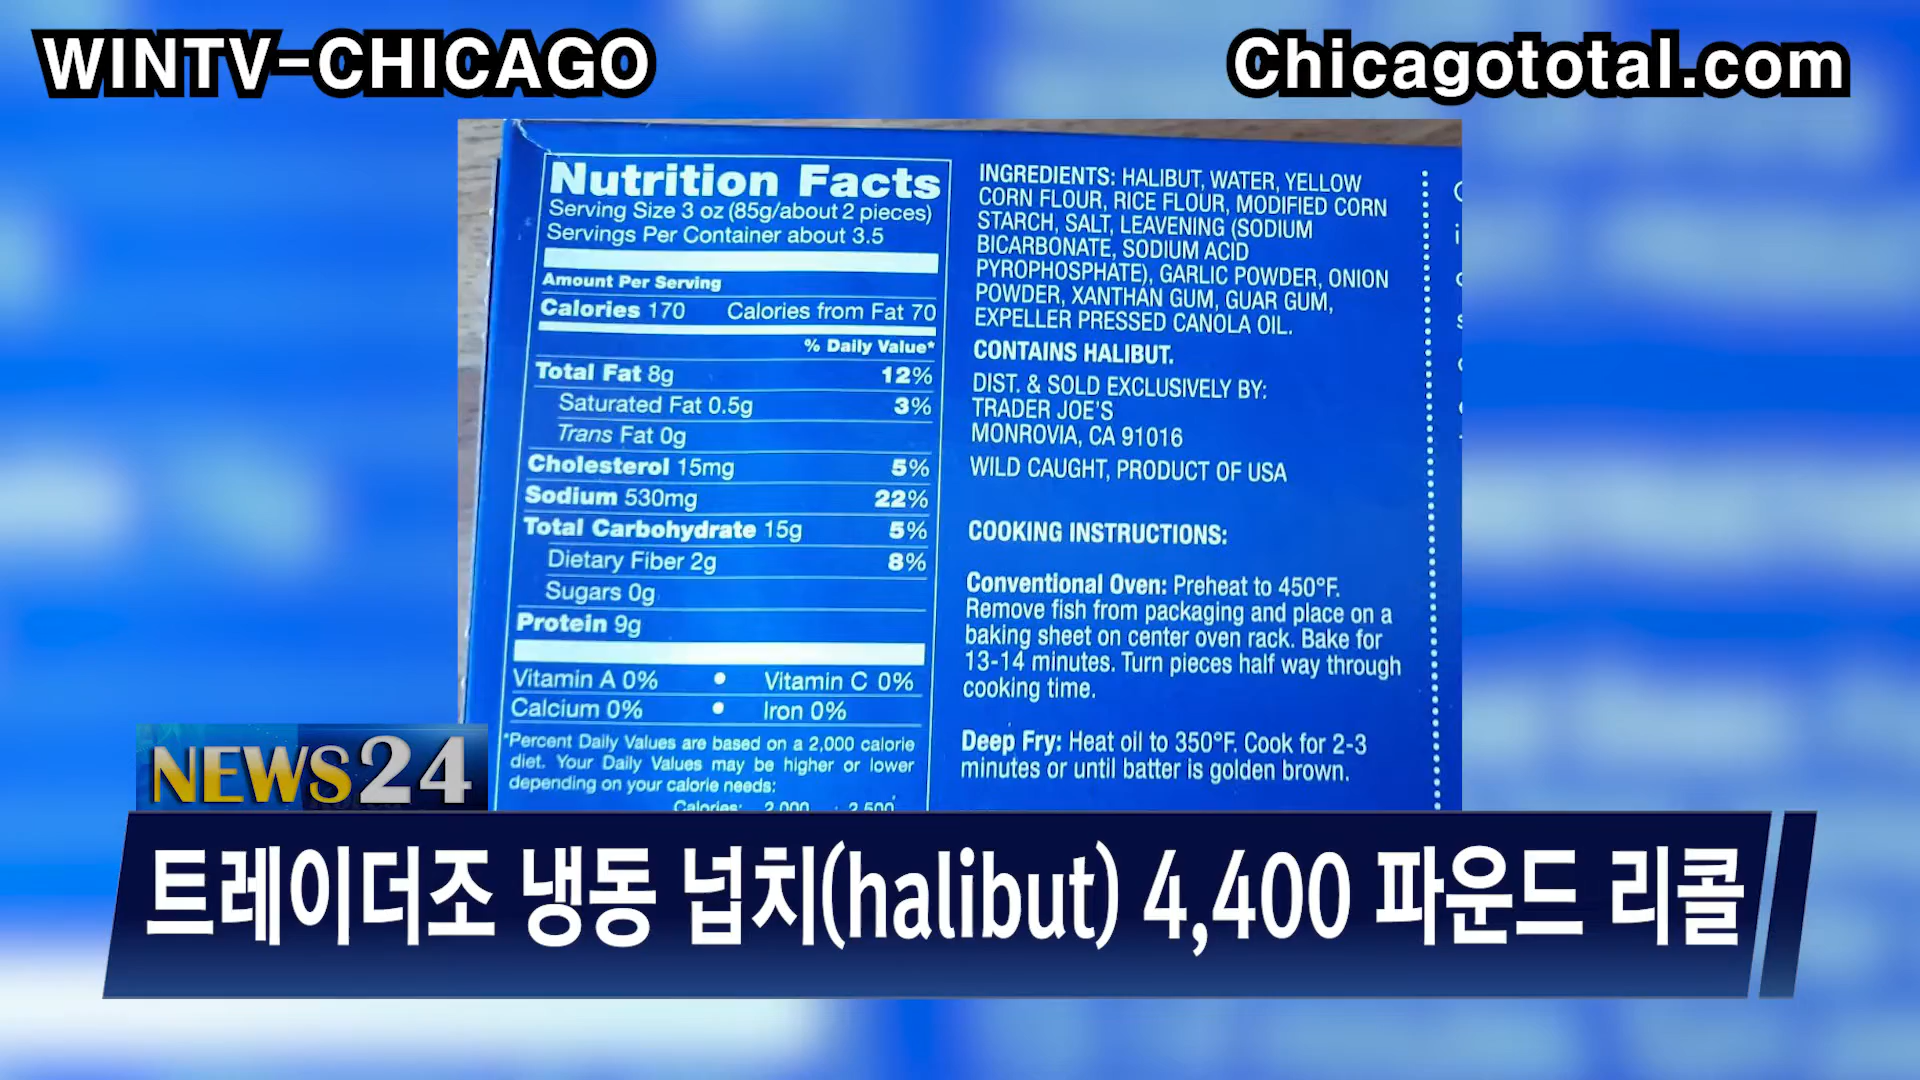 WINTV-CHICAGO
Chicagototal.com
Nutrition Facts
Serving Size 3 oz (85g/about 2 pieces)
Servings Per Container about 3.5
Amount Per Serving
Calories 170 Calories from Fat 70
% Daily Value*
Total Fat 8g 12%
Saturated Fat 0.5g 3%
Trans Fat 0g
Cholesterol 15mg 5%
Sodium 530mg 22%
Total Carbohydrate 15g 5%
Dietary Fiber 2g 8%
Sugars 0g
Protein 9g
Vitamin A 0% • Vitamin C 0%
Calcium 0% • Iron 0%
*Percent Daily Values are based on a 2,000 calorie
diet. Your Daily Values may be higher or lower
depending on your calorie needs:
Calories: 2,000 2,500
INGREDIENTS: HALIBUT, WATER, YELLOW
CORN FLOUR, RICE FLOUR, MODIFIED CORN
STARCH, SALT, LEAVENING (SODIUM
BICARBONATE, SODIUM ACID
PYROPHOSPHATE), GARLIC POWDER, ONION
POWDER, XANTHAN GUM, GUAR GUM,
EXPELLER PRESSED CANOLA OIL.
CONTAINS HALIBUT.
DIST. & SOLD EXCLUSIVELY BY:
TRADER JOE'S
MONROVIA, CA 91016
WILD CAUGHT, PRODUCT OF USA
COOKING INSTRUCTIONS:
Conventional Oven: Preheat to 450°F.
Remove fish from packaging and place on a
baking sheet on center oven rack. Bake for
13-14 minutes. Turn pieces half way through
cooking time.
Deep Fry: Heat oil to 350°F. Cook for 2-3
minutes or until batter is golden brown.
NEWS24
트레이더조 냉동 넙치(halibut) 4,400 파운드 리콜